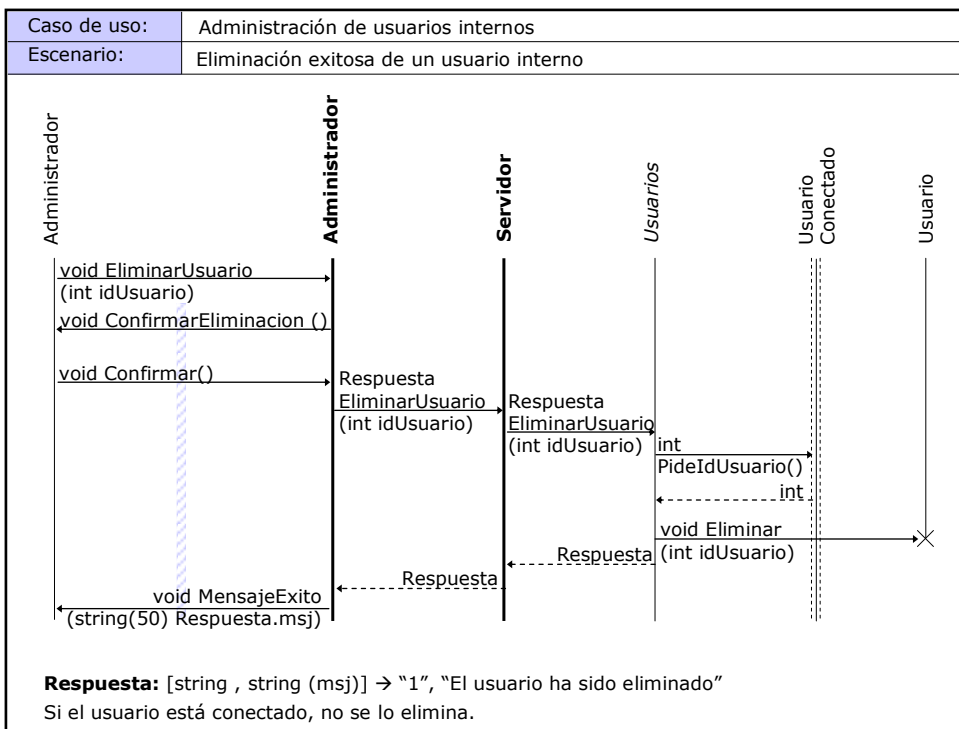 Caso de uso: Administración de usuarios internos
Escenario: Eliminación exitosa de un usuario interno
Administrador
Administrador
Servidor
Usuarios
Usuario
Conectado
Usuario
void EliminarUsuario
(int idUsuario)
void ConfirmarEliminacion ()
void Confirmar()
Respuesta
EliminarUsuario
(int idUsuario)
Respuesta
EliminarUsuario
(int idUsuario)
int
PideIdUsuario()
int
void Eliminar
(int idUsuario)
Respuesta
Respuesta
void MensajeExito
(string(50) Respuesta.msj)
Respuesta: [string , string (msj)] → “1”, “El usuario ha sido eliminado”
Si el usuario está conectado, no se lo elimina.